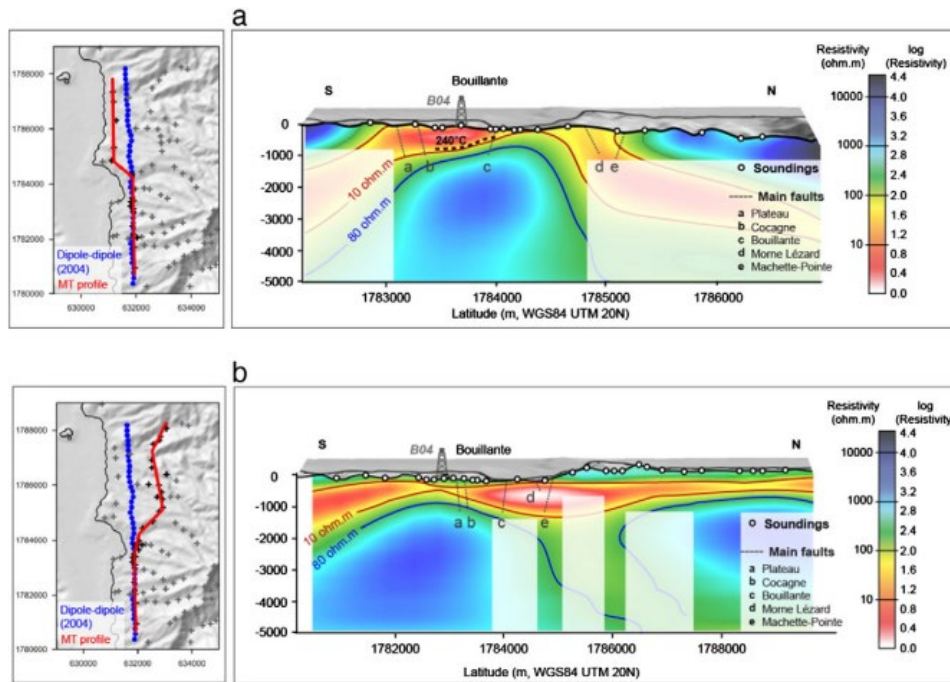 a
1788000
1786000
1784000
1782000
1780000
630000
632000
634000
Dipole-dipole
(2004)
MT profile
S
Bouillante
N
B04
240°C
0
-1000
-2000
-3000
-4000
-5000
10 ohm.m
80 ohm.m
a
b
c
d
e
Soundings
Main faults
a Plateau
b Cocagne
c Bouillante
d Morne Lézard
e Machette-Pointe
1783000
1784000
1785000
1786000
Latitude (m, WGS84 UTM 20N)
Resistivity
(ohm.m)
log
(Resistivity)
10000
1000
100
10
4.4
4.0
3.6
3.2
2.8
2.4
2.0
1.6
1.2
0.8
0.4
0.0
b
1788000
1786000
1784000
1782000
1780000
630000
632000
634000
Dipole-dipole
(2004)
MT profile
S
B04
Bouillante
N
0
-1000
-2000
-3000
-4000
-5000
10 ohm.m
80 ohm.m
a
b
c
d
e
Soundings
Main faults
a Plateau
b Cocagne
c Bouillante
d Morne Lézard
e Machette-Pointe
1782000
1784000
1786000
1788000
Latitude (m, WGS84 UTM 20N)
Resistivity
(ohm.m)
log
(Resistivity)
10000
1000
100
10
4.4
4.0
3.6
3.2
2.8
2.4
2.0
1.6
1.2
0.8
0.4
0.0